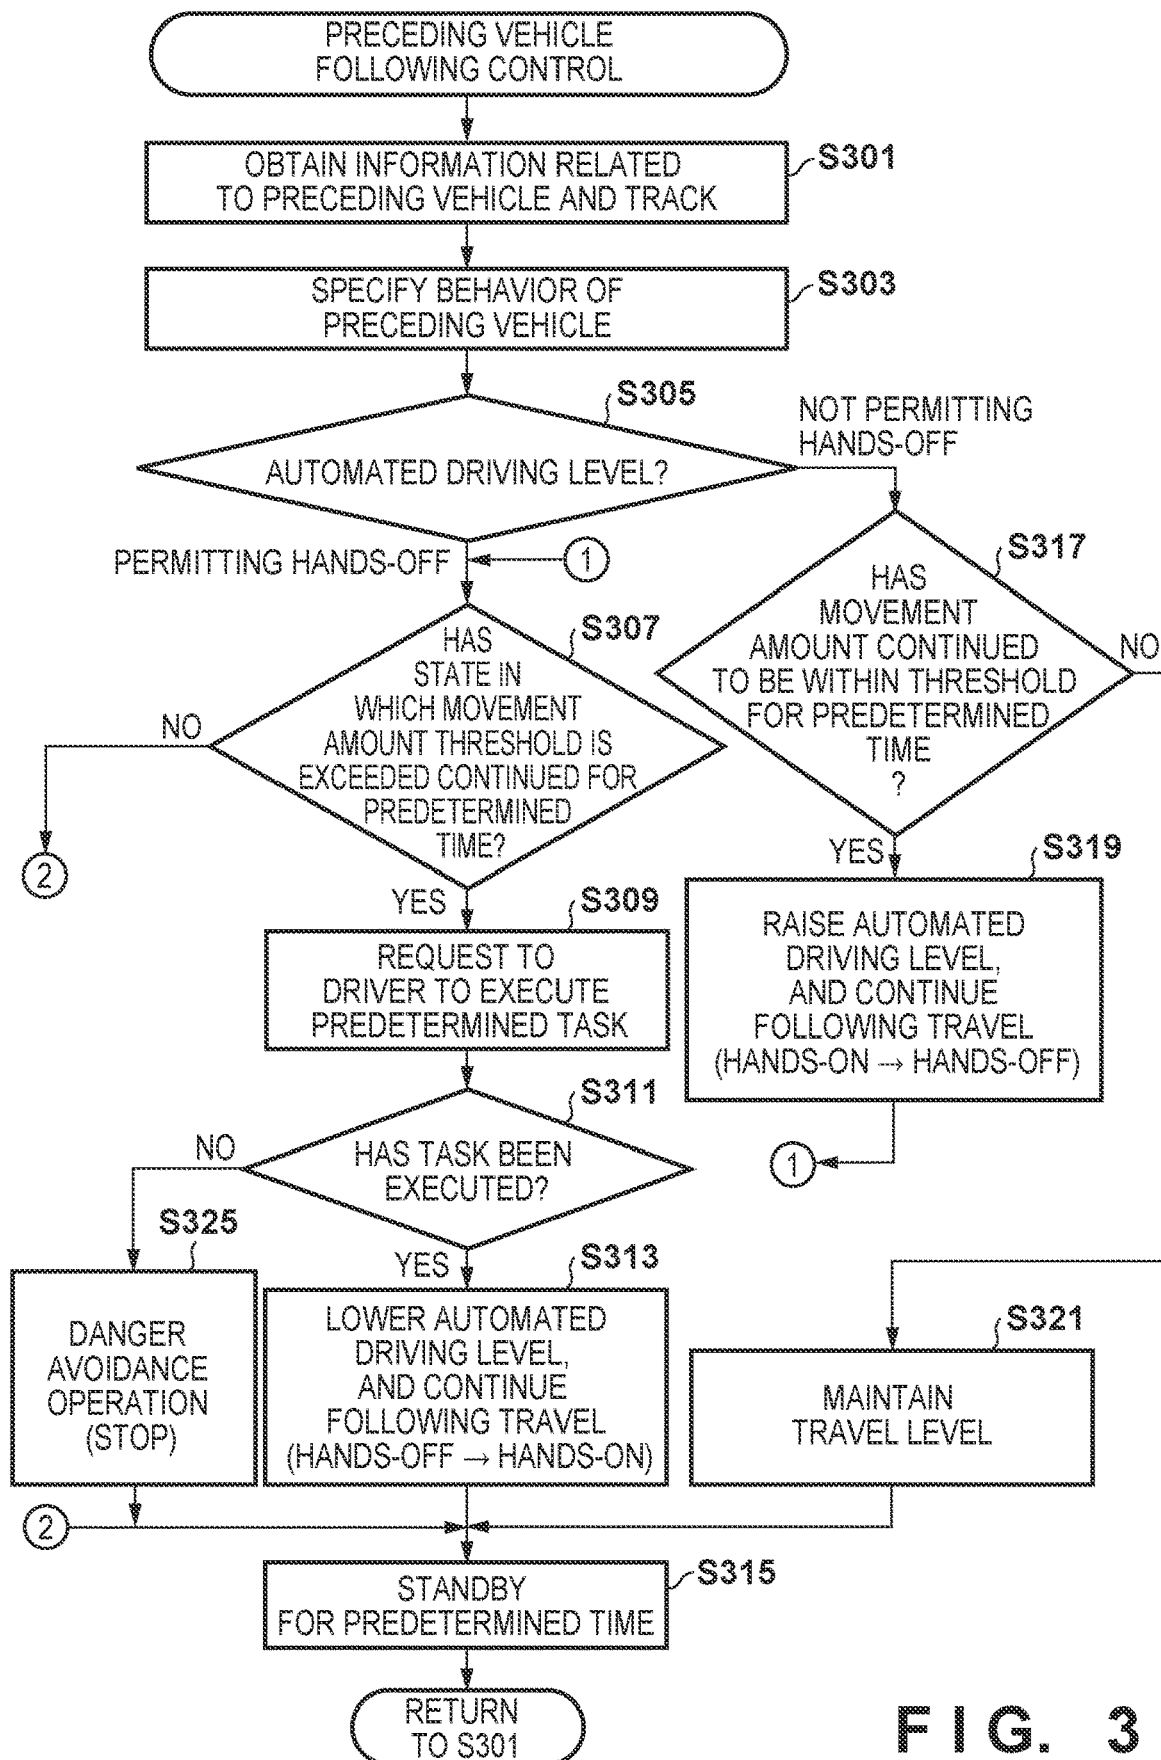 PRECEDING VEHICLE
FOLLOWING CONTROL
S301
OBTAIN INFORMATION RELATED
TO PRECEDING VEHICLE AND TRACK
S303
SPECIFY BEHAVIOR OF
PRECEDING VEHICLE
S305
AUTOMATED DRIVING LEVEL?
NOT PERMITTING
HANDS-OFF
PERMITTING HANDS-OFF
1
S307
HAS
STATE IN
WHICH MOVEMENT
AMOUNT THRESHOLD IS
EXCEEDED CONTINUED FOR
PREDETERMINED
TIME?
NO
2
YES
S317
HAS
MOVEMENT
AMOUNT CONTINUED
TO BE WITHIN THRESHOLD
FOR PREDETERMINED
TIME
?
NO
YES
S309
REQUEST TO
DRIVER TO EXECUTE
PREDETERMINED TASK
S319
RAISE AUTOMATED
DRIVING LEVEL,
AND CONTINUE
FOLLOWING TRAVEL
(HANDS-ON → HANDS-OFF)
1
S311
HAS TASK BEEN
EXECUTED?
NO
YES
S325
DANGER
AVOIDANCE
OPERATION
(STOP)
S313
LOWER AUTOMATED
DRIVING LEVEL,
AND CONTINUE
FOLLOWING TRAVEL
(HANDS-OFF → HANDS-ON)
S321
MAINTAIN
TRAVEL LEVEL
2
S315
STANDBY
FOR PREDETERMINED TIME
RETURN
TO S301
FIG. 3